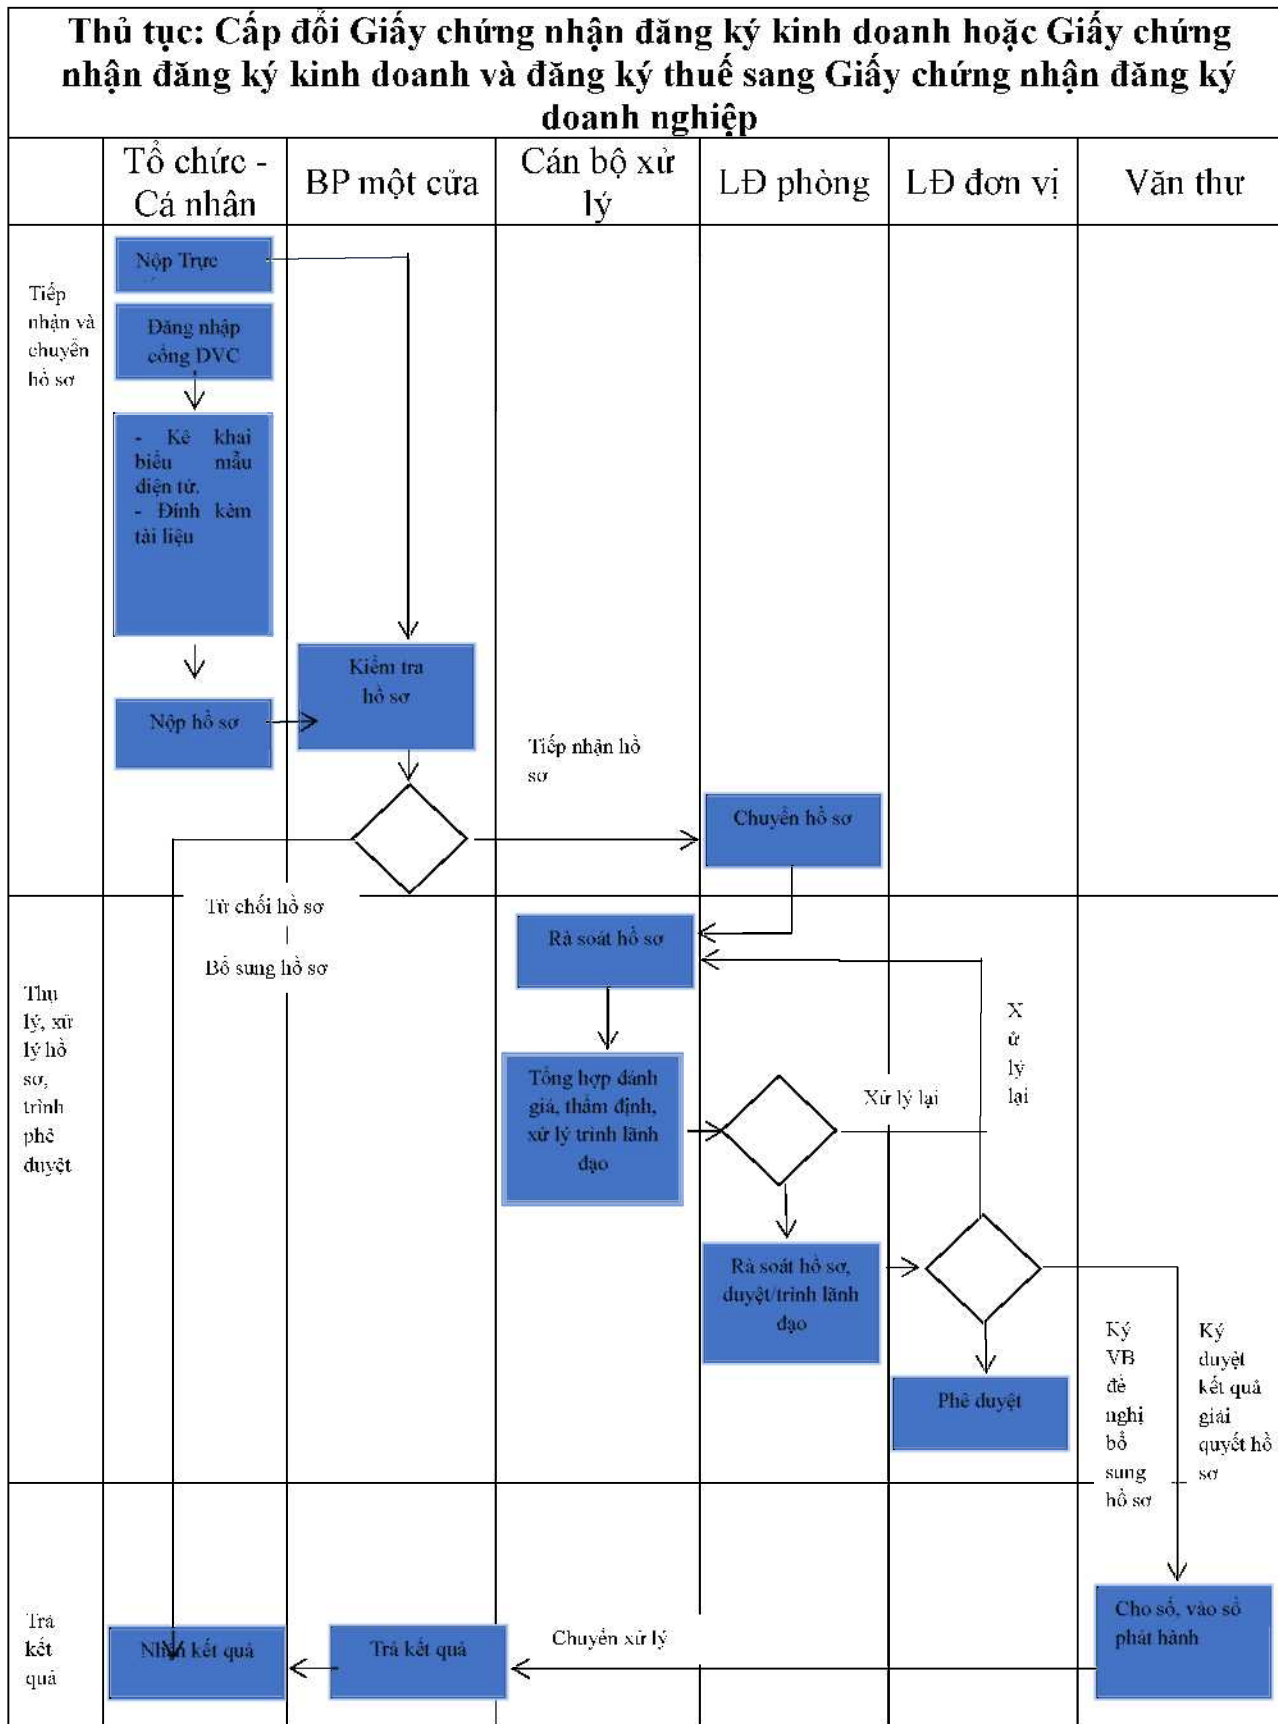 Thủ tục: Cấp đổi Giấy chứng nhận đăng ký kinh doanh hoặc Giấy chứng
nhận đăng ký kinh doanh và đăng ký thuế sang Giấy chứng nhận đăng ký
doanh nghiệp
Tổ chức -
Cá nhân
BP một cửa
Cán bộ xử
lý
LĐ phòng
LĐ đơn vị
Văn thư
Tiếp
nhận và
chuyển
hồ sơ
Nộp Trực
Đăng nhập
cổng DVC
- Kê khai
biểu mẫu
điện tử.
- Đính kèm
tài liệu
Nộp hồ sơ
Kiểm tra
hồ sơ
Tiếp nhận hồ
sơ
Chuyển hồ sơ
Từ chối hồ sơ
Bổ sung hồ sơ
Thụ
lý, xử
lý hồ
sơ,
trình
phê
duyệt
Rà soát hồ sơ
Tổng hợp đánh
giá, thẩm định,
xử lý trình lãnh
đạo
Xử lý lại
X
ử
lý
lại
Rà soát hồ sơ,
duyệt/trình lãnh
đạo
Phê duyệt
Ký
VB
đề
nghị
bổ
sung
hồ sơ
Ký
duyệt
kết quả
giải
quyết hồ
sơ
Trả
kết
quả
Nhận kết quả
Trả kết quả
Chuyển xử lý
Cho số, vào sổ
phát hành